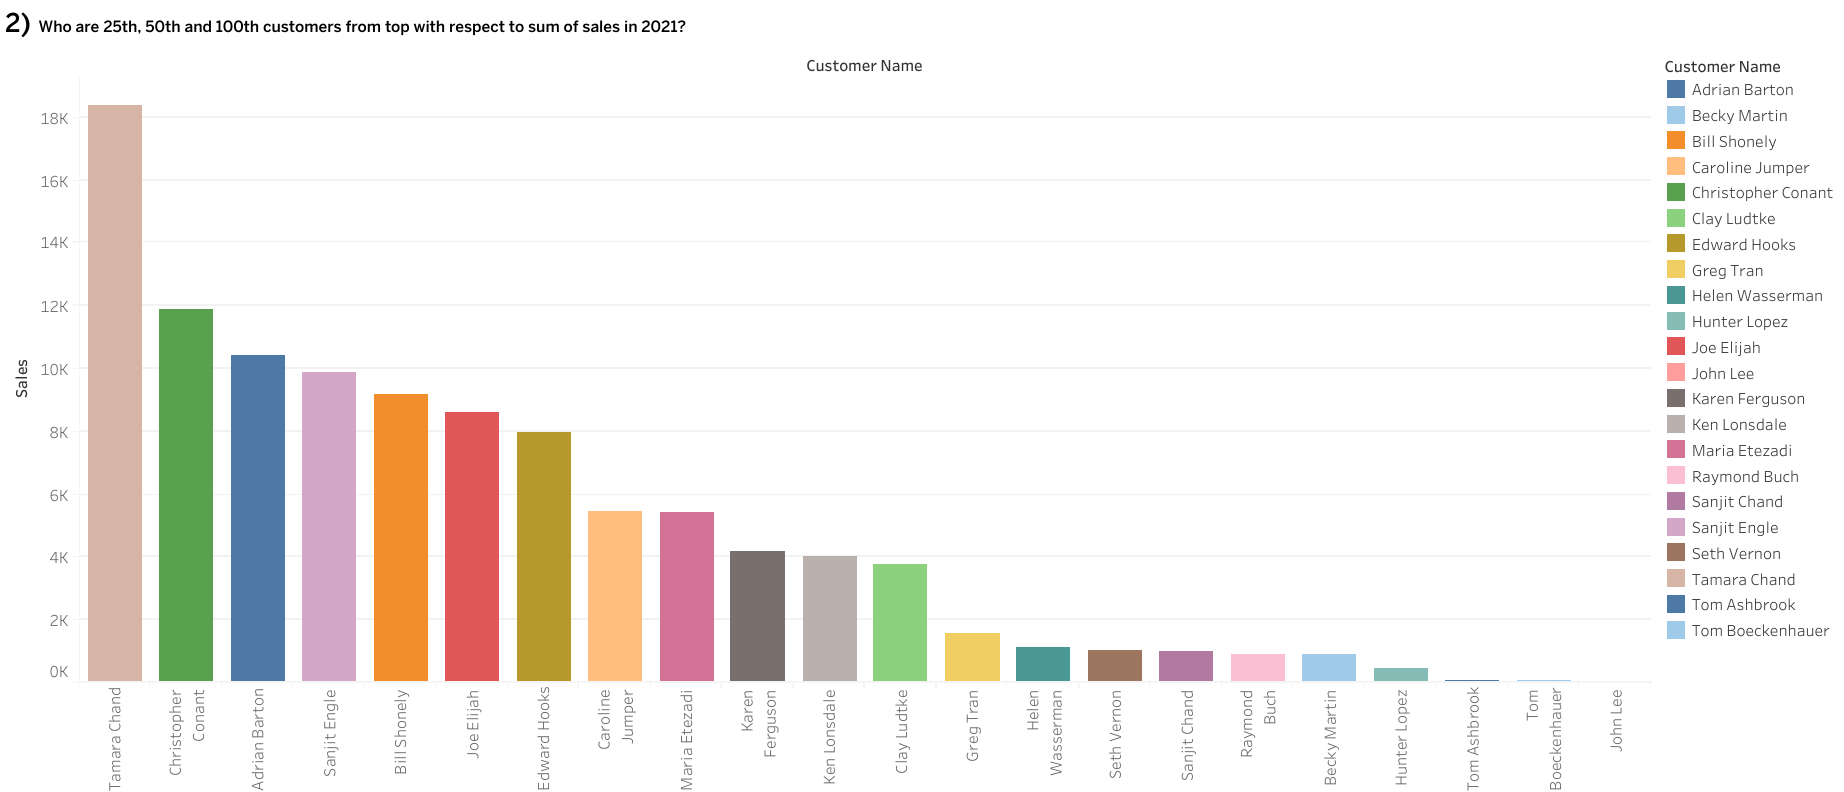 2) Who are 25th, 50th and 100th customers from top with respect to sum of sales in 2021?
Customer Name
Sales
18K
16K
14K
12K
10K
8K
6K
4K
2K
0K
Tamara Chand
Christopher
Conant
Adrian Barton
Sanjit Engle
Bill Shonely
Joe Elijah
Edward Hooks
Caroline
Jumper
Maria Etezadi
Karen
Ferguson
Ken Lonsdale
Clay Ludtke
Greg Tran
Helen
Wasserman
Seth Vernon
Sanjit Chand
Raymond
Buch
Becky Martin
Hunter Lopez
Tom Ashbrook
Tom
Boeckenhauer
John Lee
Customer Name
Adrian Barton
Becky Martin
Bill Shonely
Caroline Jumper
Christopher Conant
Clay Ludtke
Edward Hooks
Greg Tran
Helen Wasserman
Hunter Lopez
Joe Elijah
John Lee
Karen Ferguson
Ken Lonsdale
Maria Etezadi
Raymond Buch
Sanjit Chand
Sanjit Engle
Seth Vernon
Tamara Chand
Tom Ashbrook
Tom Boeckenhauer